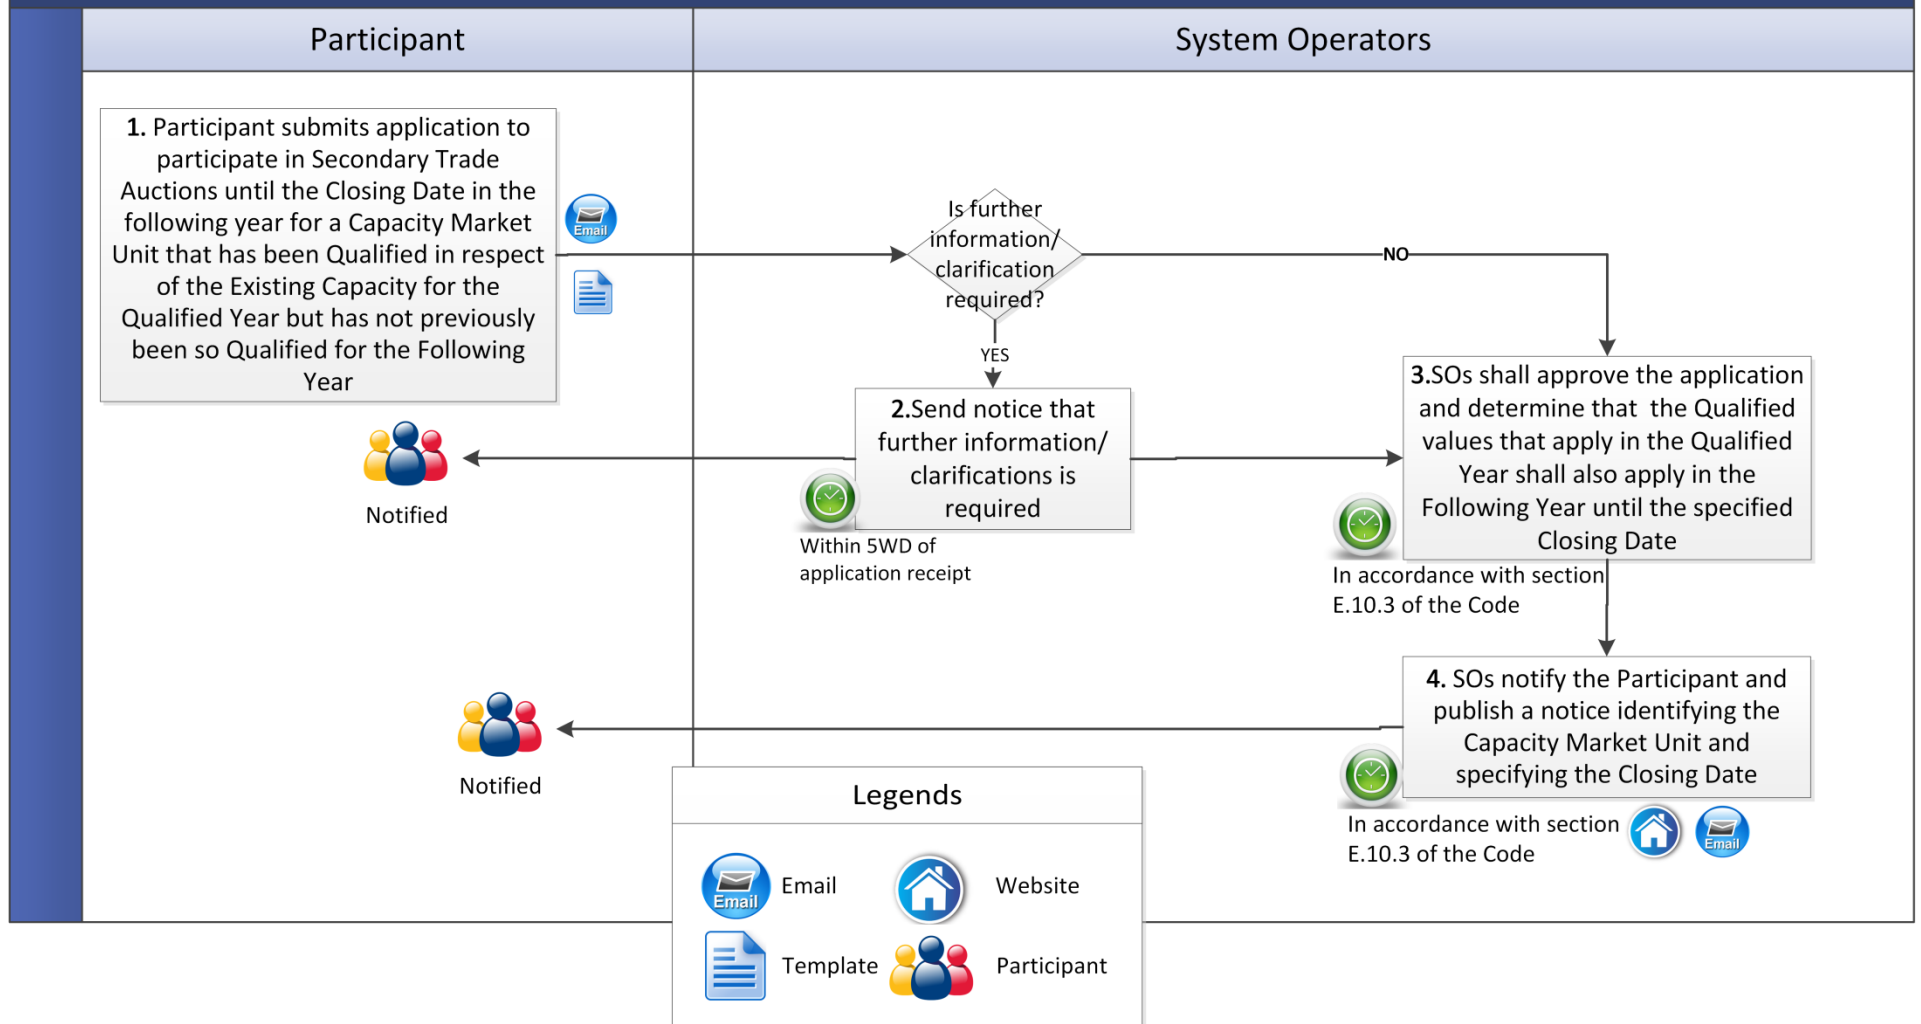 Participant
System Operators
1. Participant submits application to
participate in Secondary Trade
Auctions until the Closing Date in the
following year for a Capacity Market
Unit that has been Qualified in respect
of the Existing Capacity for the
Qualified Year but has not previously
been so Qualified for the Following
Year
Email
Is further
information/
clarification
required?
NO
YES
2.Send notice that
further information/
clarifications is
required
Within 5WD of
application receipt
Notified
3.SOs shall approve the application
and determine that the Qualified
values that apply in the Qualified
Year shall also apply in the
Following Year until the specified
Closing Date
In accordance with section
E.10.3 of the Code
4. SOs notify the Participant and
publish a notice identifying the
Capacity Market Unit and
specifying the Closing Date
In accordance with section
E.10.3 of the Code
Email
Notified
Legends
Email
Email
Website
Template
Participant